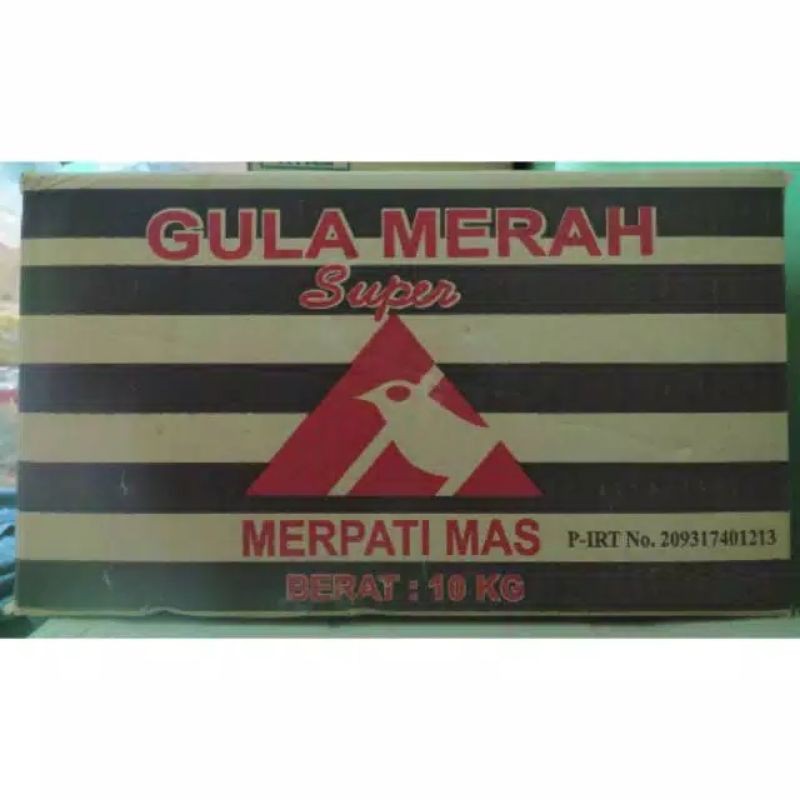 GULA MERAH
Super
MERPATI MAS
P-IRT No. 209317401213
BERAT : 10 KG